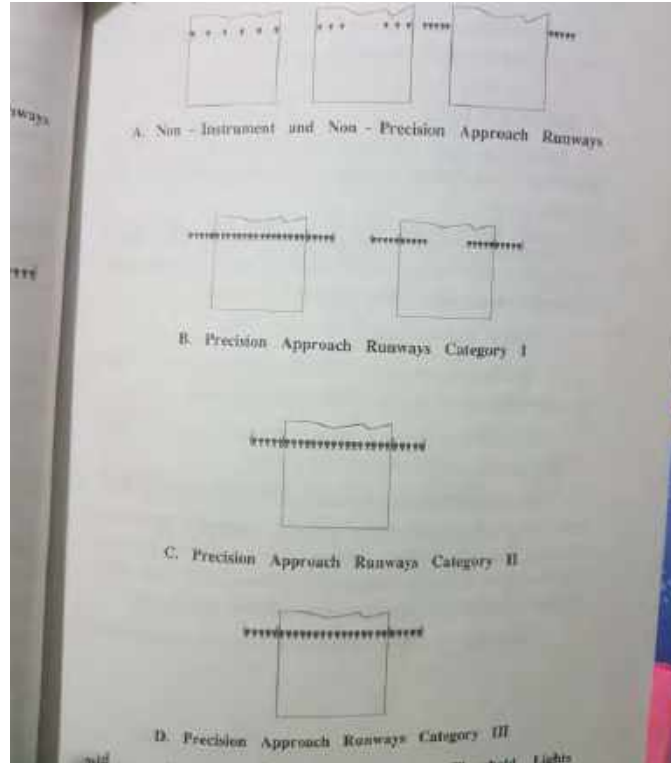 A. Non - Instrument and Non - Precision Approach Runways
B. Precision Approach Runways Category I
C. Precision Approach Runways Category II
D. Precision Approach Runways Category III
Lights